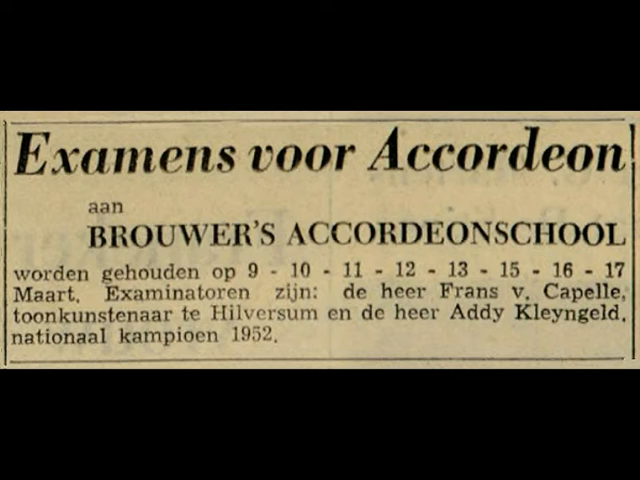 Examens voor Accordeon
aan
BROUWER'S ACCORDEONSCHOOL
worden gehouden op 9 - 10 - 11 - 12 - 13 - 15 - 16 - 17
Maart. Examinatoren zijn: de heer Frans v. Capelle,
toonkunstenaar te Hilversum en de heer Addy Kleyngeld,
nationaal kampioen 1952.